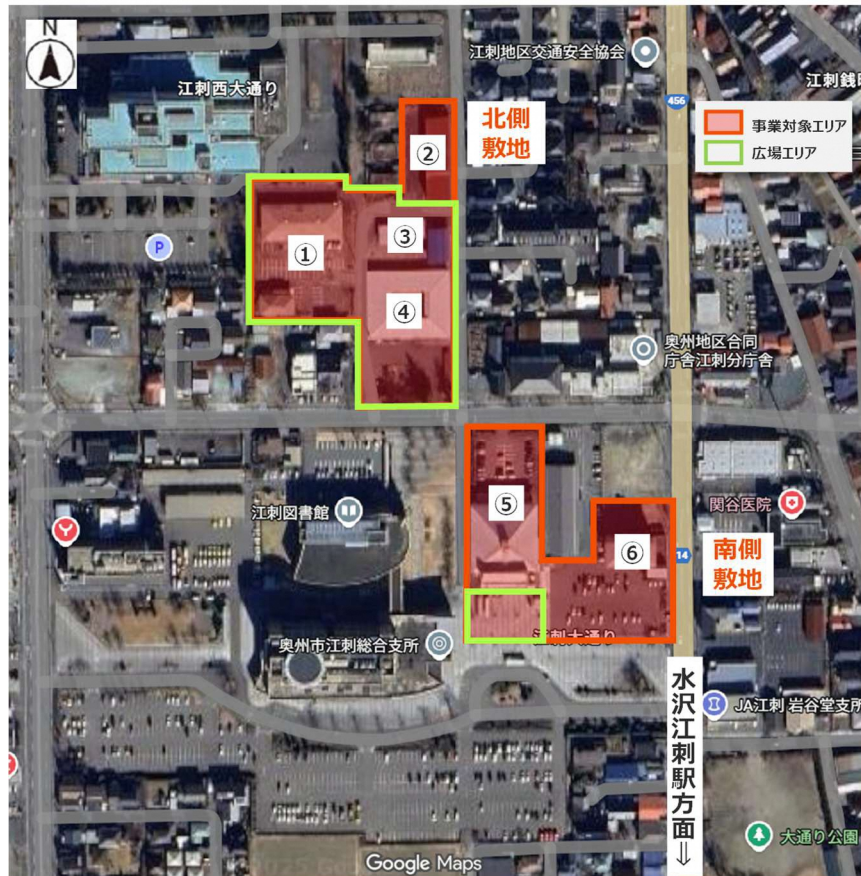 N
江刺地区交通安全協会
江刺西大通り
江刺銭町
456
北側
敷地
事業対象エリア
広場エリア
②
①
③
④
P
奥州地区合同
庁舎江刺分庁舎
江刺図書館
⑤
⑥
関谷医院
14
南側
敷地
江刺大通り
奥州市江刺総合支所
水沢江刺駅方面⇓
JA江刺 岩谷堂支所
大通り公園
Google Maps